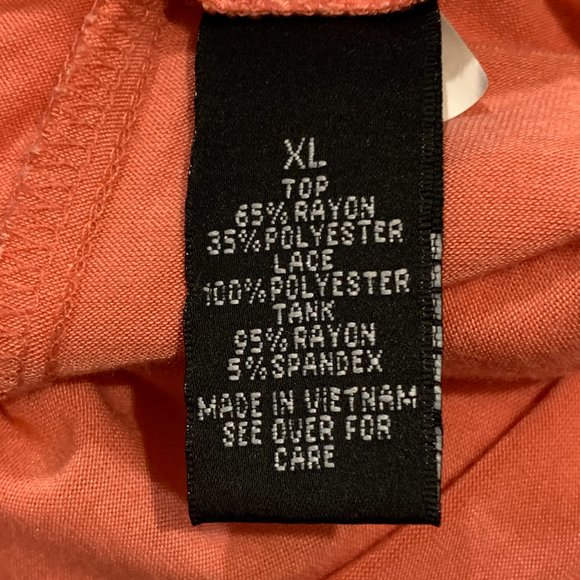 XL
TOP
65% RAYON
35% POLYESTER
LACE
100% POLYESTER
TANK
95% RAYON
5% SPANDEX
MADE IN VIETNAM
SEE OVER FOR
CARE